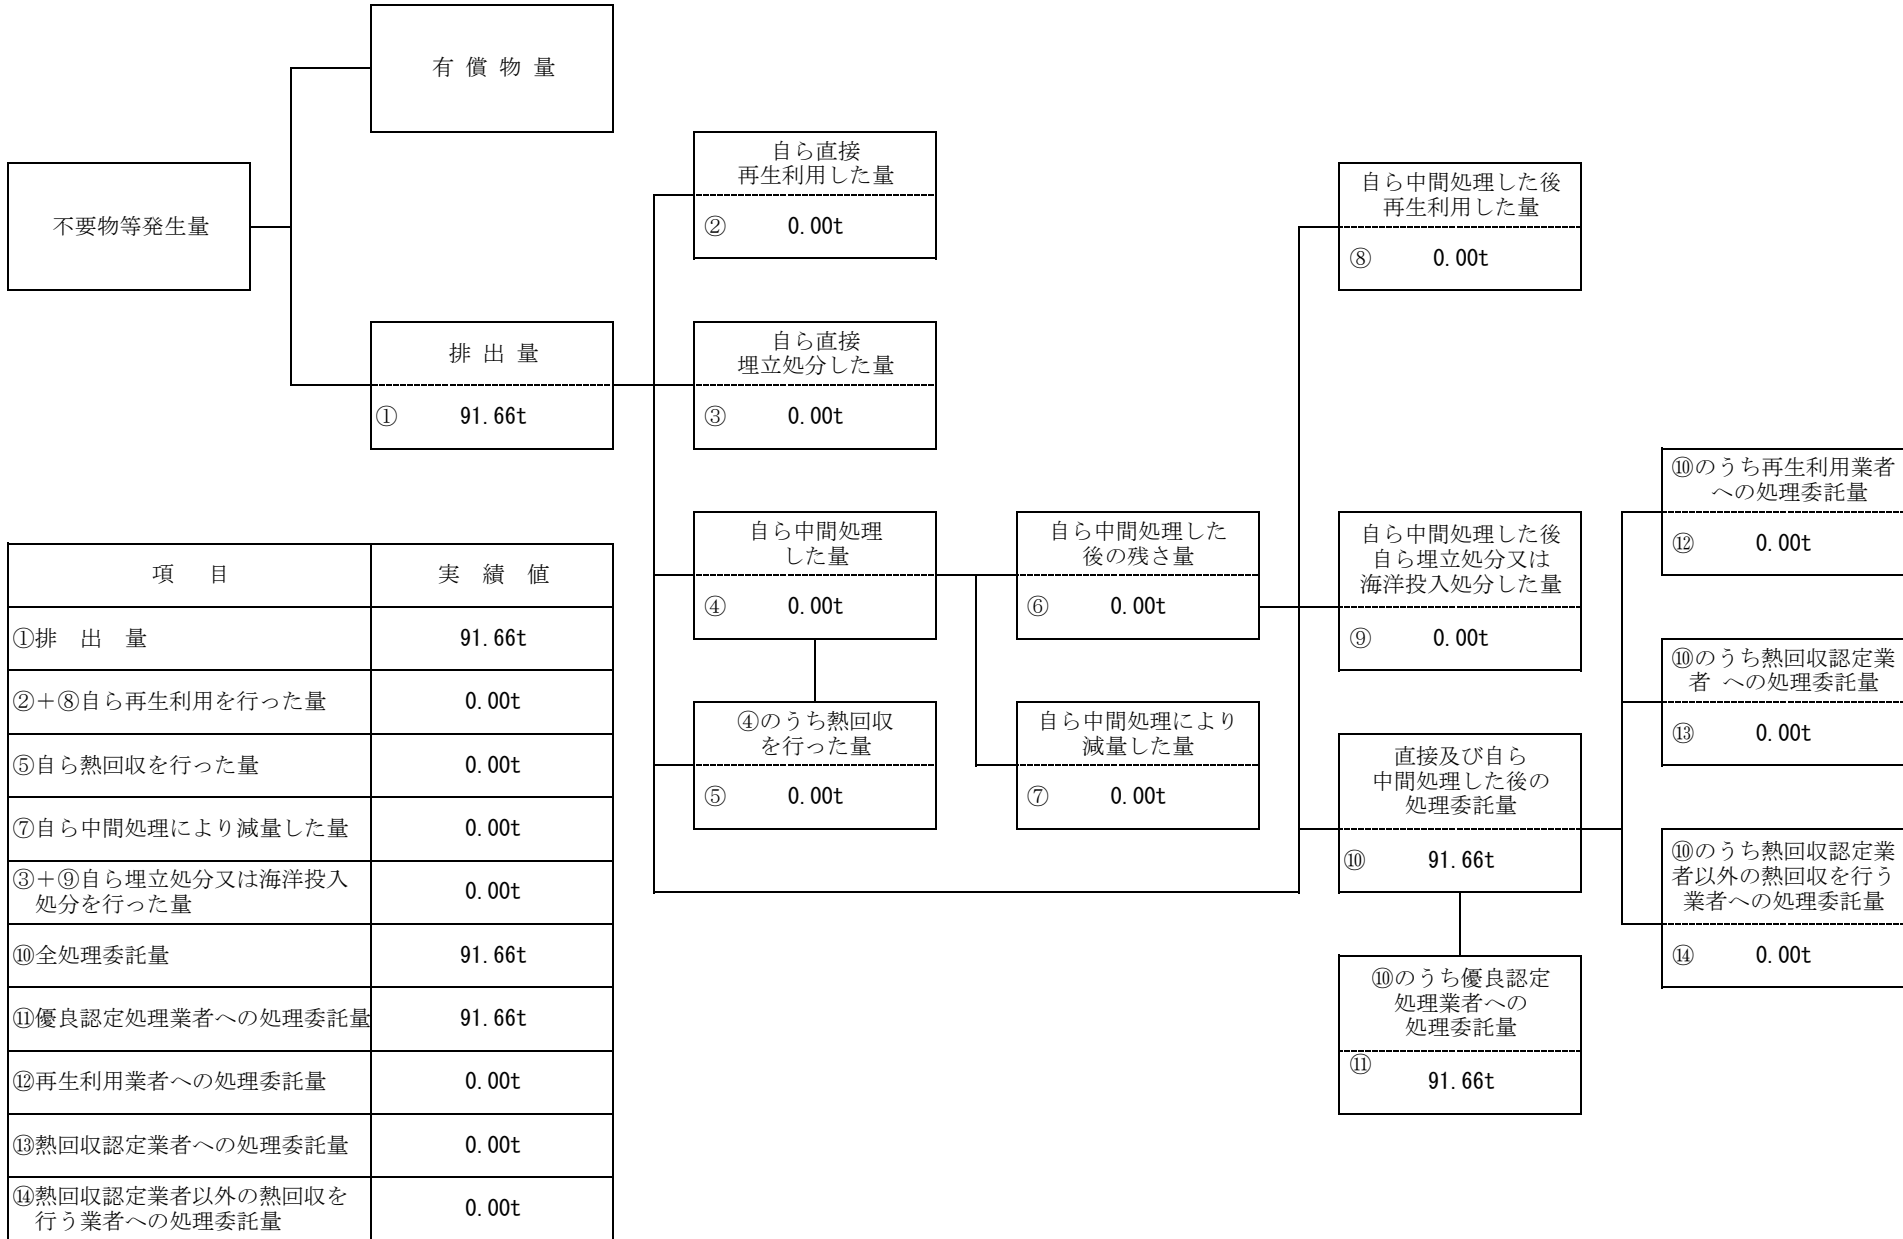 有 償 物 量
不要物等発生量
排 出 量
① 91.66t
自ら直接
再生利用した量
② 0.00t
自ら直接
埋立処分した量
③ 0.00t
自ら中間処理
した量
④ 0.00t
④のうち熱回収
を行った量
⑤ 0.00t
自ら中間処理した
後の残さ量
⑥ 0.00t
自ら中間処理により
減量した量
⑦ 0.00t
自ら中間処理した後
再生利用した量
⑧ 0.00t
自ら中間処理した後
自ら埋立処分又は
海洋投入処分した量
⑨ 0.00t
直接及び自ら
中間処理した後の
処理委託量
⑩ 91.66t
⑩のうち優良認定
処理業者への
処理委託量
⑪ 91.66t
⑩のうち再生利用業者
への処理委託量
⑫ 0.00t
⑩のうち熱回収認定業
者 への処理委託量
⑬ 0.00t
⑩のうち熱回収認定業
者以外の熱回収を行う
業者への処理委託量
⑭ 0.00t
項 目 実 績 値
①排 出 量 91.66t
②+⑧自ら再生利用を行った量 0.00t
⑤自ら熱回収を行った量 0.00t
⑦自ら中間処理により減量した量 0.00t
③+⑨自ら埋立処分又は海洋投入
処分を行った量 0.00t
⑩全処理委託量 91.66t
⑪優良認定処理業者への処理委託量 91.66t
⑫再生利用業者への処理委託量 0.00t
⑬熱回収認定業者への処理委託量 0.00t
⑭熱回収認定業者以外の熱回収を
行う業者への処理委託量 0.00t